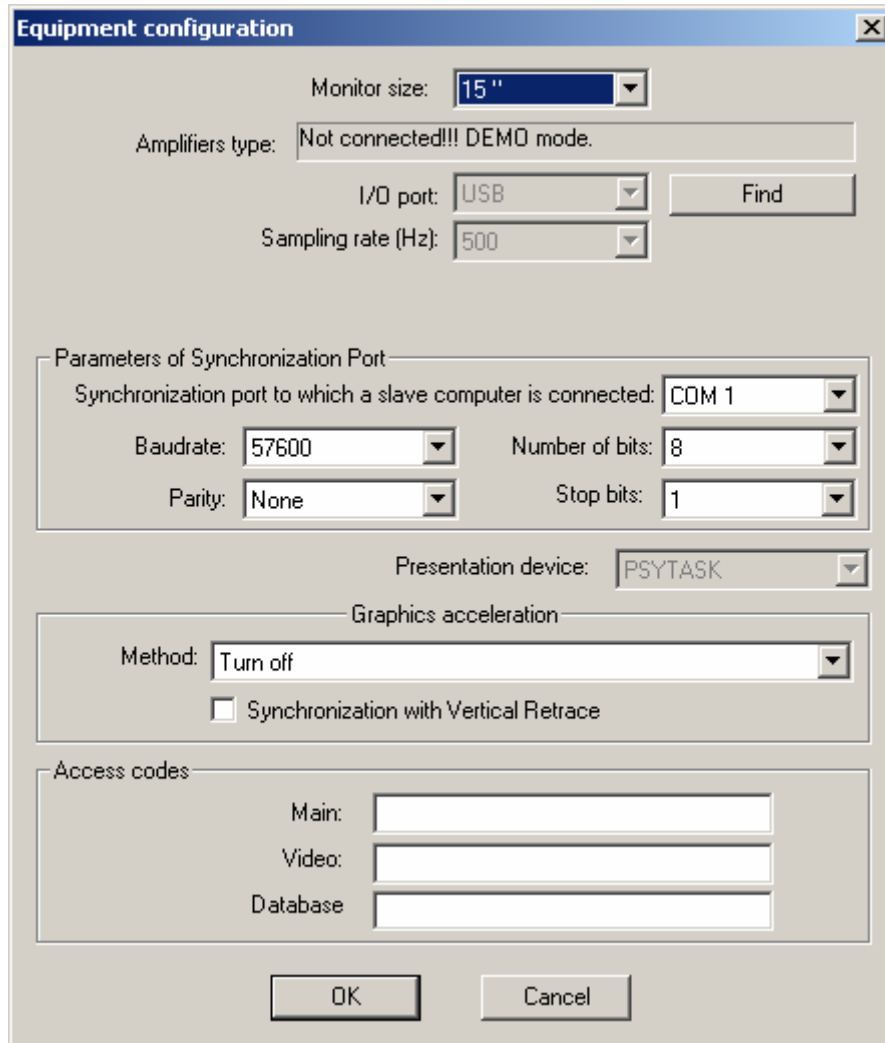 Equipment configuration
Monitor size: 15 "
Amplifiers type: Not connected!!! DEMO mode.
I/O port: USB Find
Sampling rate (Hz): 500
Parameters of Synchronization Port
Synchronization port to which a slave computer is connected: COM 1
Baudrate: 57600 Number of bits: 8
Parity: None Stop bits: 1
Presentation device: PSYTASK
Graphics acceleration
Method: Turn off
Synchronization with Vertical Retrace
Access codes
Main:
Video:
Database
OK Cancel